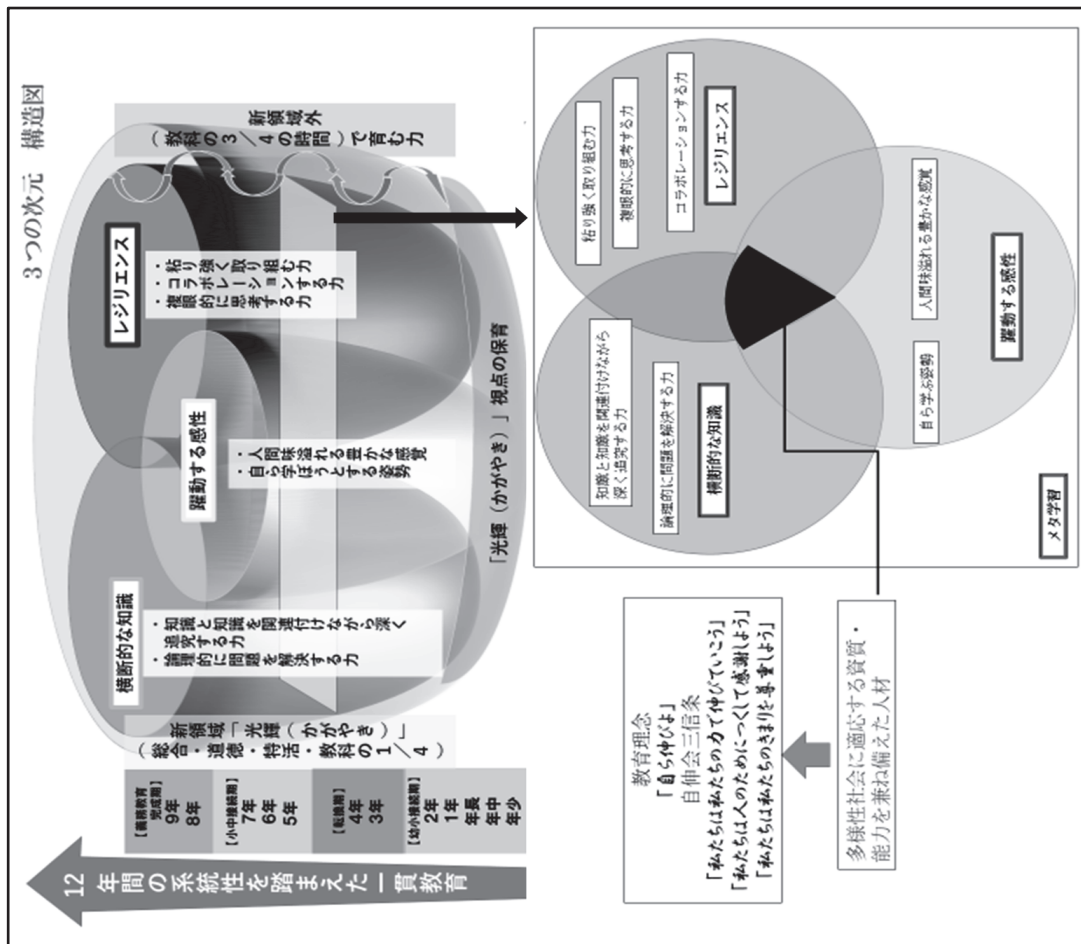 3つの次元　構造図
12年間の系統性を踏まえた一貫教育
【義務教育
完成期】
9年
8年
【小中接続期】
7年
6年
5年
【転換期】
4年
3年
【幼小接続期】
2年
1年
年長
年中
年少
新領域「光輝（かがやき）」
（総合・道徳・特活・教科の1／4）
横断的な知識
・知識と知識を関連付けながら深く
追究する力
・論理的に問題を解決する力
躍動する感性
・人間味溢れる豊かな感覚
・自ら学ぼうとする姿勢
レジリエンス
・粘り強く取り組む力
・コラボレーションする力
・複眼的に思考する力
新領域外
（教科の3／4の時間）で育む力
「光輝（かがやき）」視点の保育
教育理念
「自ら伸びよ」
自伸会三信条
「私たちは私たちの力で伸びていこう」
「私たちは人のためにつくして感謝しよう」
「私たちは私たちのきまりを尊重しよう」
多様性社会に適応する資質・
能力を兼ね備えた人材
知識と知識を関連付けながら
深く追究する力
論理的に問題を解決する力
横断的な知識
粘り強く取り組む力
複眼的に思考する力
コラボレーションする力
レジリエンス
人間味溢れる豊かな感覚
自ら学ぶ姿勢
躍動する感性
メタ学習